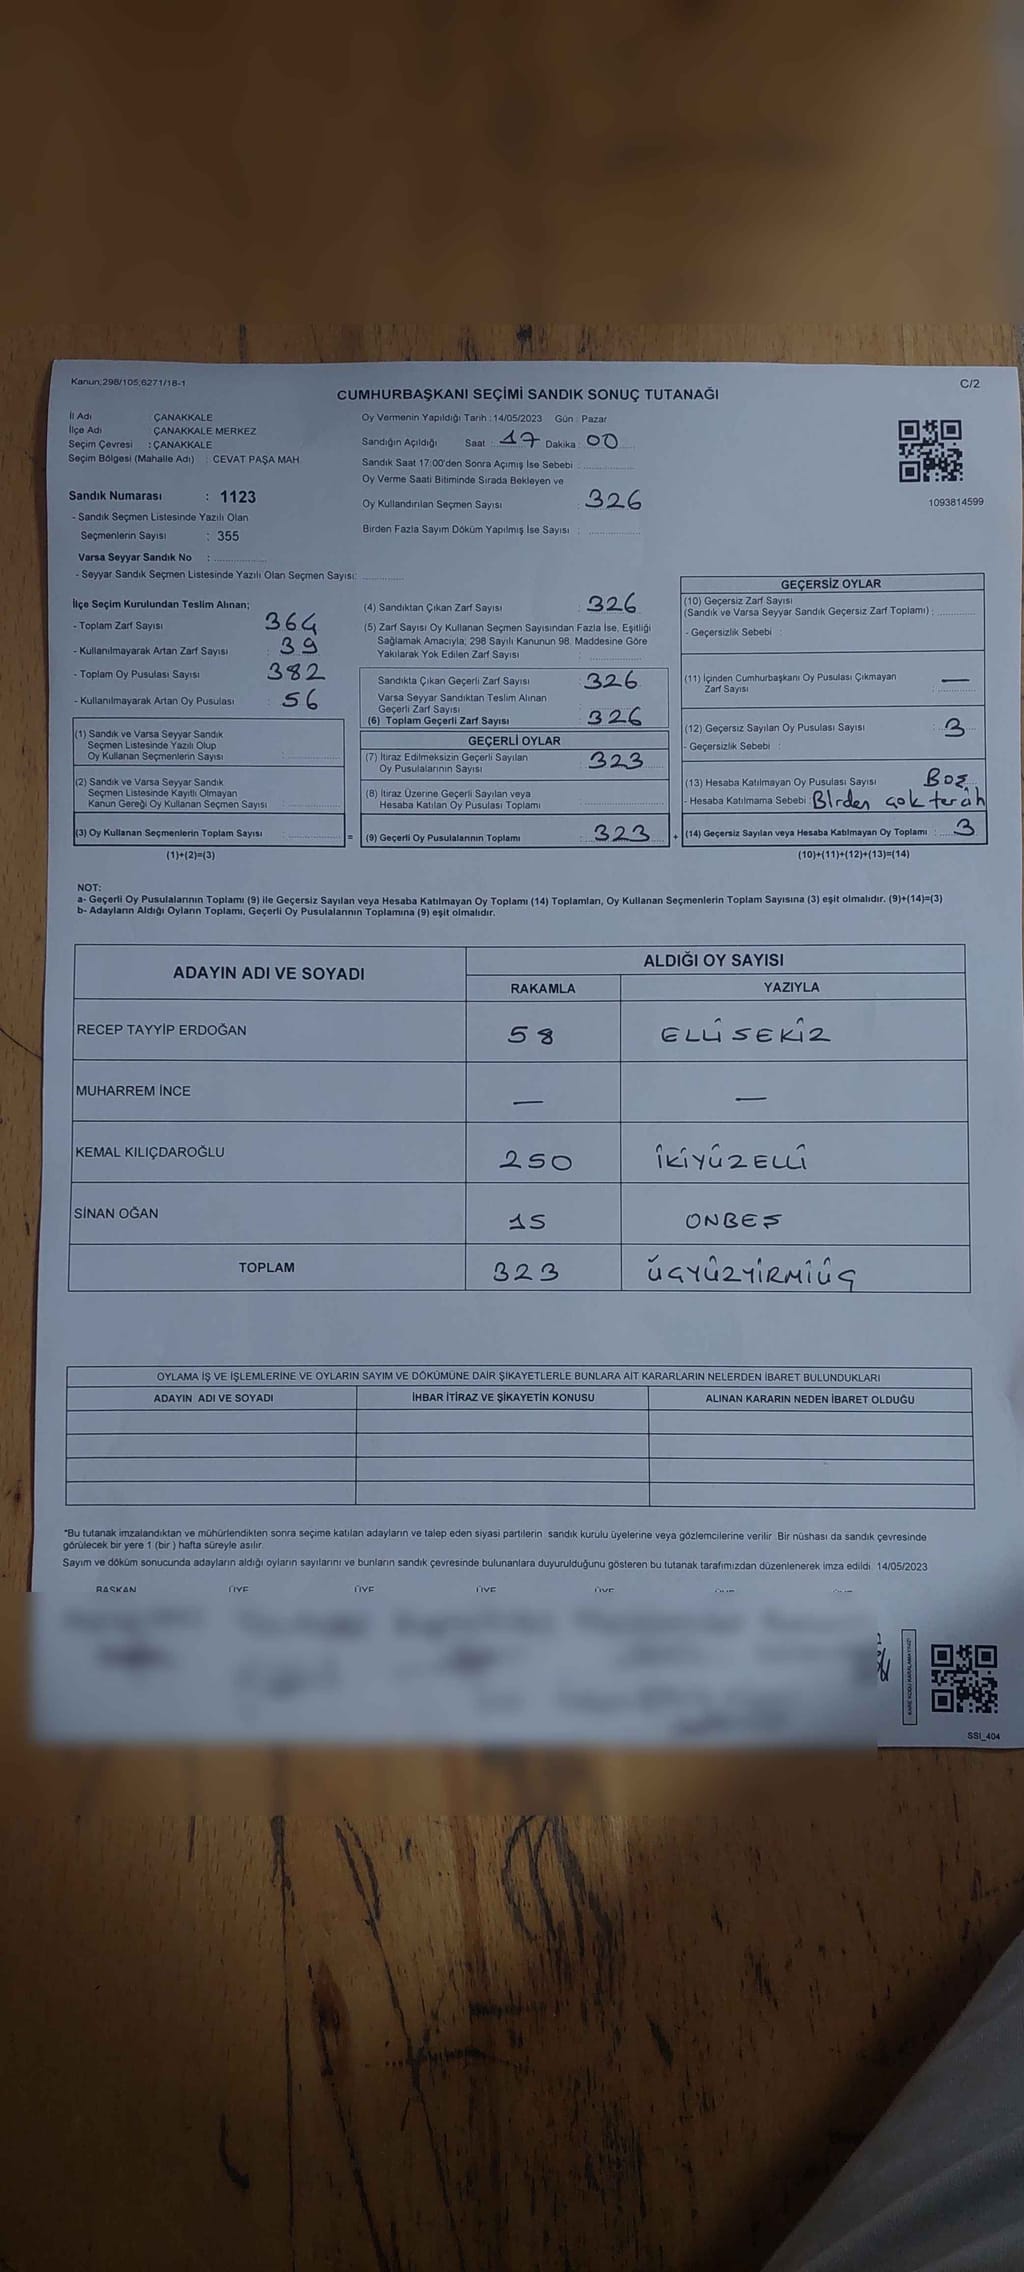 Kanun;298/105,6271/18-1
C/2
CUMHURBAŞKANI SEÇİMİ SANDIK SONUÇ TUTANAĞI
İl Adı ÇANAKKALE
İlçe Adı ÇANAKKALE MERKEZ
Seçim Çevresi : ÇANAKKALE
Seçim Bölgesi (Mahalle Adı) : CEVAT PAŞA MAH
Sandık Numarası : 1123
- Sandık Seçmen Listesinde Yazılı Olan
Seçmenlerin Sayısı : 355
Varsa Seyyar Sandık No :
- Seyyar Sandık Seçmen Listesinde Yazılı Olan Seçmen Sayısı:
Oy Vermenin Yapıldığı Tarih : 14/05/2023 Gün : Pazar
Sandığın Açıldığı Saat : 17 Dakika : 00
Sandık Saat 17:00'den Sonra Açımış İse Sebebi :
Oy Verme Saati Bitiminde Sırada Bekleyen ve
Oy Kullandırılan Seçmen Sayısı : 326
Birden Fazla Sayım Döküm Yapılmış İse Sayısı :
1093814599
İlçe Seçim Kurulundan Teslim Alınan;
- Toplam Zarf Sayısı 364
- Kullanılmayarak Artan Zarf Sayısı : 39
- Toplam Oy Pusulası Sayısı : 382
- Kullanılmayarak Artan Oy Pusulası : 56
(1) Sandık ve Varsa Seyyar Sandık
Seçmen Listesinde Yazılı Olup
Oy Kullanan Seçmenlerin Sayısı :
(2) Sandık ve Varsa Seyyar Sandık
Seçmen Listesinde Kayıtlı Olmayan
Kanun Gereği Oy Kullanan Seçmen Sayısı :
(3) Oy Kullanan Seçmenlerin Toplam Sayısı : =
(1)+(2)=(3)
(4) Sandıktan Çıkan Zarf Sayısı : 326
(5) Zarf Sayısı Oy Kullanan Seçmen Sayısından Fazla İse, Eşitliği
Sağlamak Amacıyla; 298 Sayılı Kanunun 98. Maddesine Göre
Yakılarak Yok Edilen Zarf Sayısı :
Sandıkta Çıkan Geçerli Zarf Sayısı : 326
Varsa Seyyar Sandıktan Teslim Alınan
Geçerli Zarf Sayısı
(6) Toplam Geçerli Zarf Sayısı : 326
GEÇERLİ OYLAR
(7) İtiraz Edilmeksizin Geçerli Sayılan
Oy Pusulalarının Sayısı : 323
(8) İtiraz Üzerine Geçerli Sayılan veya
Hesaba Katılan Oy Pusulası Toplamı :
(9) Geçerli Oy Pusulalarının Toplamı : 323 +
GEÇERSİZ OYLAR
(10) Geçersiz Zarf Sayısı
(Sandık ve Varsa Seyyar Sandık Geçersiz Zarf Toplamı) :
- Geçersizlik Sebebi :
(11) İçinden Cumhurbaşkanı Oy Pusulası Çıkmayan
Zarf Sayısı : —
(12) Geçersiz Sayılan Oy Pusulası Sayısı : 3
- Geçersizlik Sebebi :
(13) Hesaba Katılmayan Oy Pusulası Sayısı : Boş
- Hesaba Katılmama Sebebi : Birden çok tercih
(14) Geçersiz Sayılan veya Hesaba Katılmayan Oy Toplamı : 3
(10)+(11)+(12)+(13)=(14)
NOT:
a- Geçerli Oy Pusulalarının Toplamı (9) ile Geçersiz Sayılan veya Hesaba Katılmayan Oy Toplamı (14) Toplamları, Oy Kullanan Seçmenlerin Toplam Sayısına (3) eşit olmalıdır. (9)+(14)=(3)
b- Adayların Aldığı Oyların Toplamı, Geçerli Oy Pusulalarının Toplamına (9) eşit olmalıdır.
ADAYIN ADI VE SOYADI
ALDIĞI OY SAYISI
RAKAMLA YAZIYLA
RECEP TAYYİP ERDOĞAN 58 ELLİSEKİZ
MUHARREM İNCE — —
KEMAL KILIÇDAROĞLU 250 İKİYÜZELLİ
SİNAN OĞAN 15 ONBEŞ
TOPLAM 323 ÜÇYÜZYİRMİÜÇ
OYLAMA İŞ VE İŞLEMLERİNE VE OYLARIN SAYIM VE DÖKÜMÜNE DAİR ŞİKAYETLERLE BUNLARA AİT KARARLARIN NELERDEN İBARET BULUNDUKLARI
ADAYIN ADI VE SOYADI İHBAR İTİRAZ VE ŞİKAYETİN KONUSU ALINAN KARARIN NEDEN İBARET OLDUĞU
*Bu tutanak imzalandıktan ve mühürlendikten sonra seçime katılan adayların ve talep eden siyasi partilerin sandık kurulu üyelerine veya gözlemcilerine verilir. Bir nüshası da sandık çevresinde
görülecek bir yere 1 (bir ) hafta süreyle asılır.
Sayım ve döküm sonucunda adayların aldığı oyların sayılarını ve bunların sandık çevresinde bulunanlara duyurulduğunu gösteren bu tutanak tarafımızdan düzenlenerek imza edildi. 14/05/2023
BAŞKAN ÜYE ÜYE ÜYE ÜYE
SSI_404